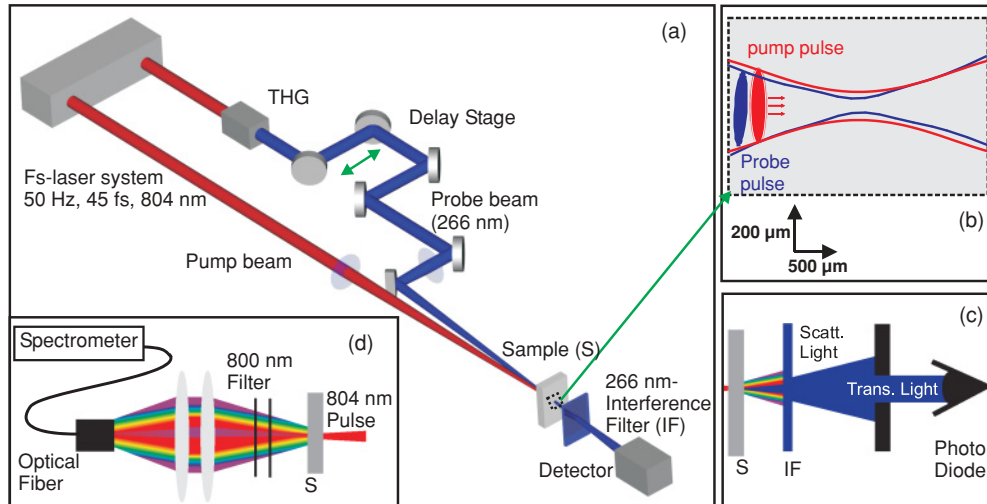 (a)
THG
Delay Stage
Fs-laser system
50 Hz, 45 fs, 804 nm
Probe beam
(266 nm)
Pump beam
Sample (S)
266 nm-
Interference
Filter (IF)
Detector
(b)
pump pulse
Probe
pulse
200 µm
500 µm
(c)
Scatt.
Light
Trans. Light
S
IF
Photo
Diode
(d)
Spectrometer
800 nm
Filter
804 nm
Pulse
Optical
Fiber
S